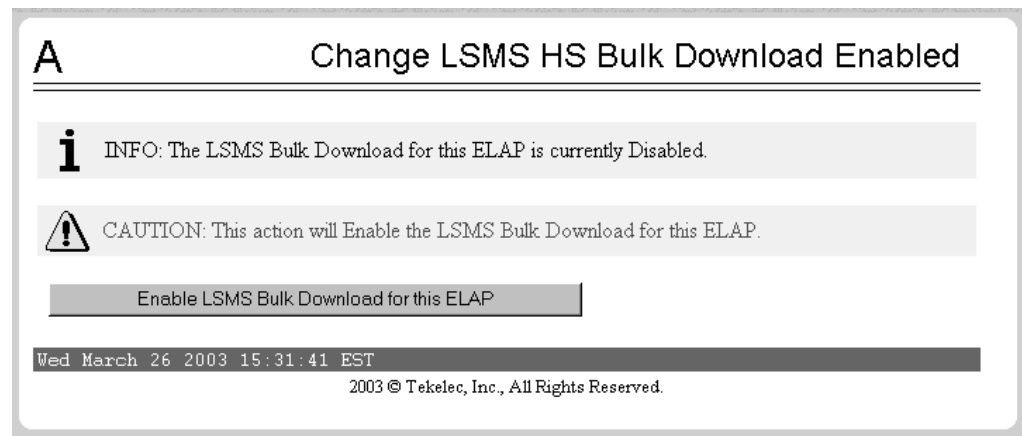 A
Change LSMS HS Bulk Download Enabled
INFO: The LSMS Bulk Download for this ELAP is currently Disabled.
CAUTION: This action will Enable the LSMS Bulk Download for this ELAP.
Enable LSMS Bulk Download for this ELAP
Wed March 26 2003 15:31:41 EST
2003 © Tekelec, Inc., All Rights Reserved.